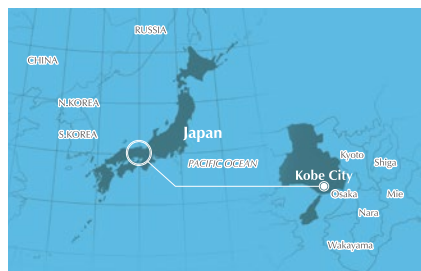 RUSSIA
CHINA
N.KOREA
S.KOREA
Japan
PACIFIC OCEAN
Kyoto
Shiga
Kobe City
Osaka
Mie
Nara
Wakayama